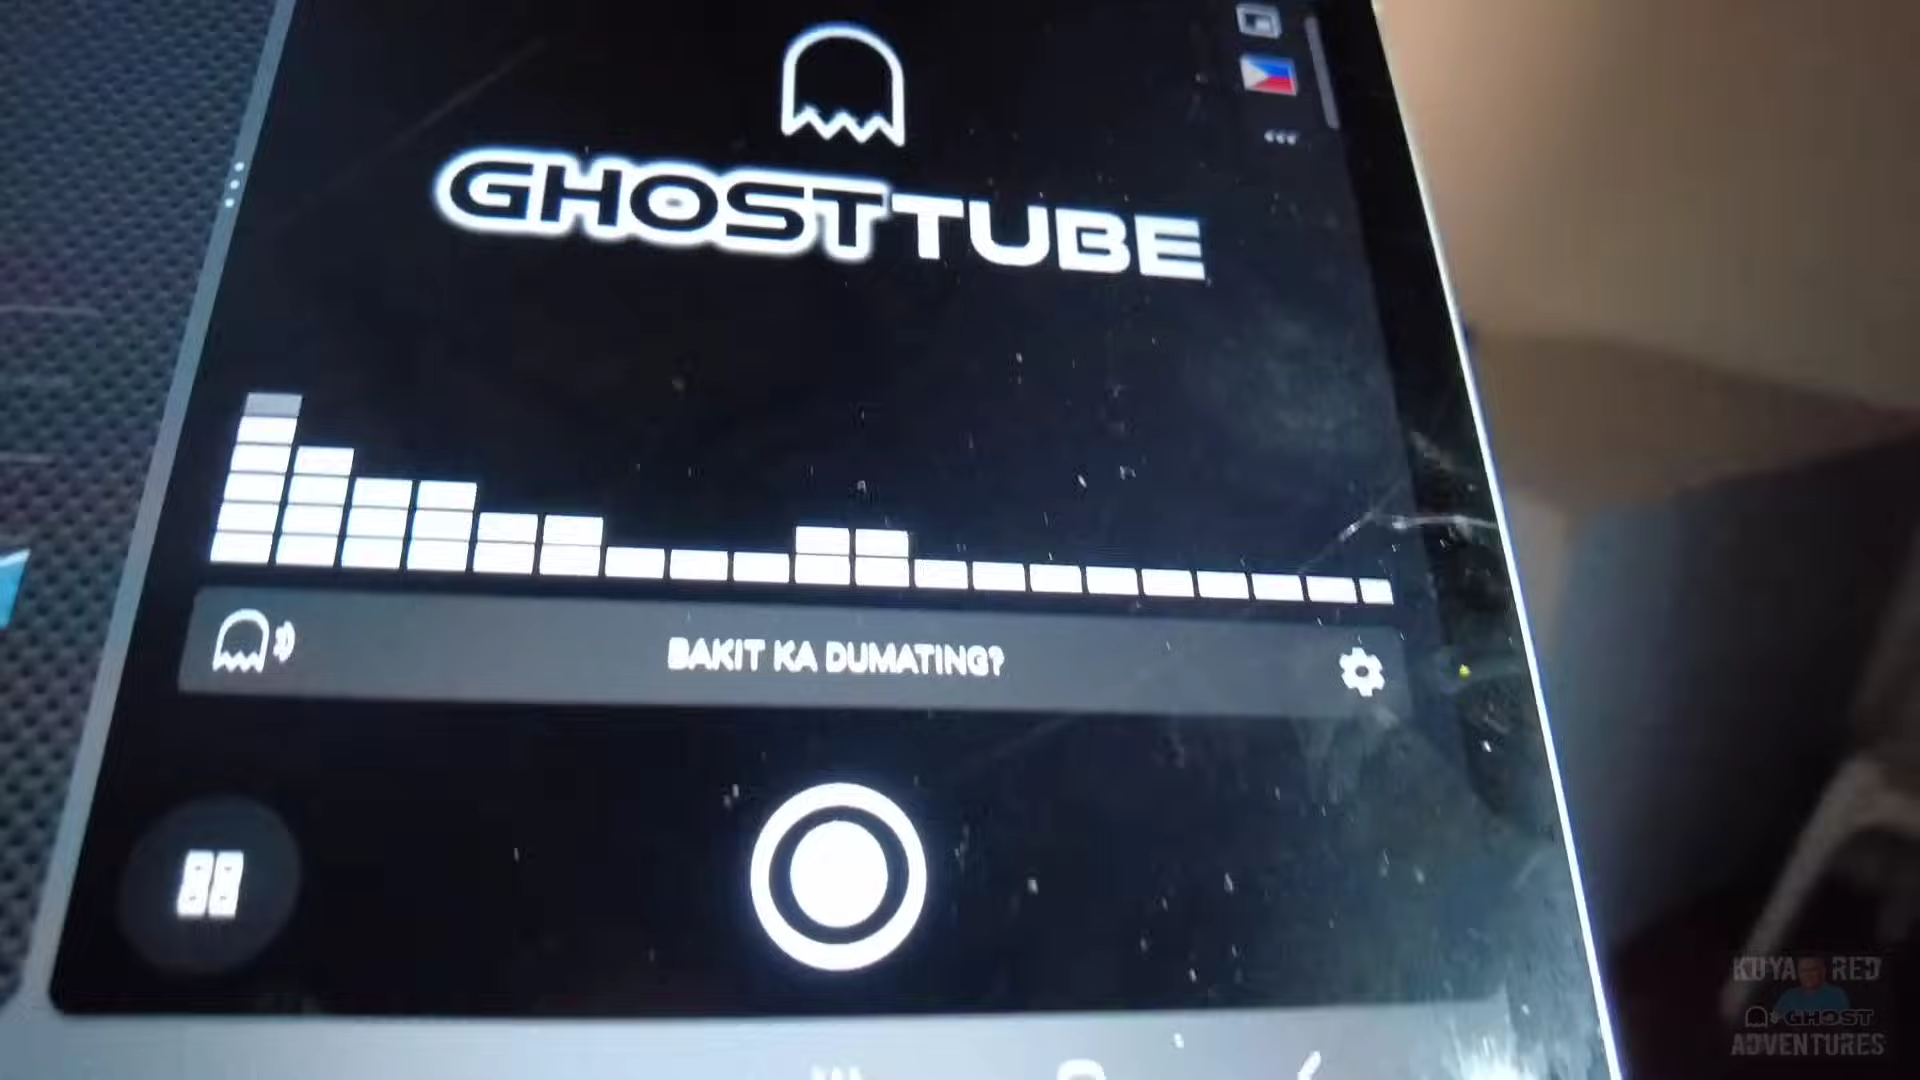 GHOSTTUBE
BAKIT KA DUMATING?
KUYA RED
GHOST
ADVENTURES